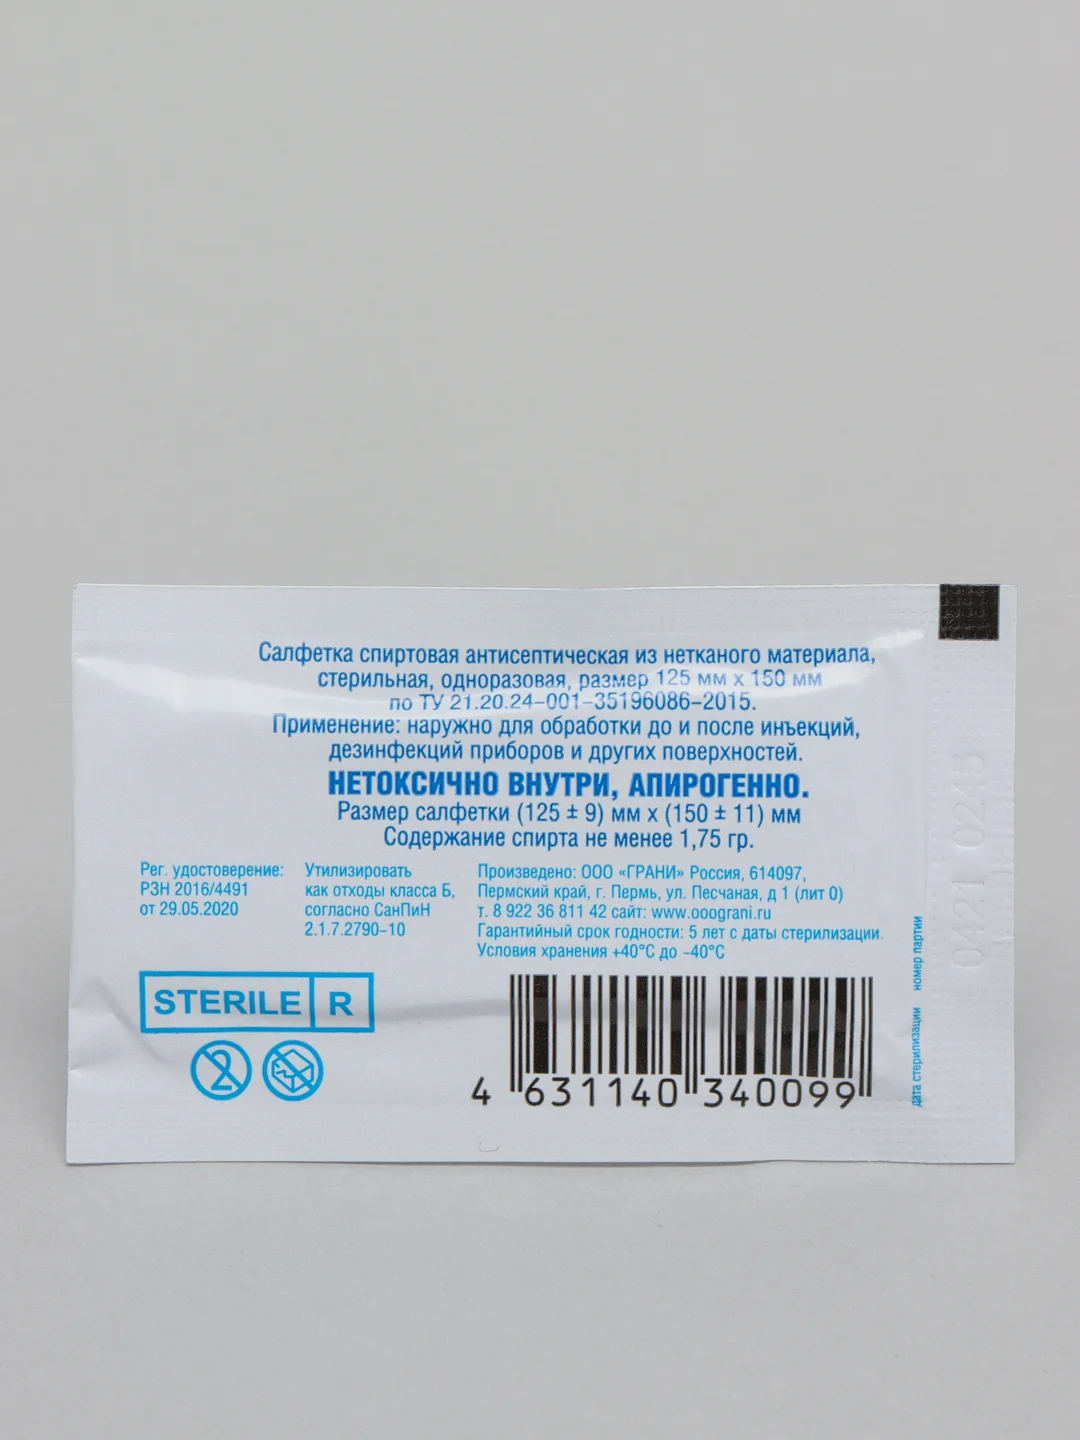 Салфетка спиртовая антисептическая из нетканого материала,
стерильная, одноразовая, размер 125 мм х 150 мм
по ТУ 21.20.24-001-35196086-2015.
Применение: наружно для обработки до и после инъекций,
дезинфекций приборов и других поверхностей.
НЕТОКСИЧНО ВНУТРИ, АПИРОГЕННО.
Размер салфетки (125 ± 9) мм х (150 ± 11) мм
Содержание спирта не менее 1,75 гр.
Рег. удостоверение:
РЗН 2016/4491
от 29.05.2020
Утилизировать
как отходы класса Б,
согласно СанПиН
2.1.7.2790-10
Произведено: ООО «ГРАНИ» Россия, 614097,
Пермский край, г. Пермь, ул. Песчаная, д 1 (лит 0)
т. 8 922 36 811 42 сайт: www.ooograni.ru
Гарантийный срок годности: 5 лет с даты стерилизации.
Условия хранения +40°C до -40°C
STERILE R
2
4 631140 340099
дата стерилизации номер партии
0421 0245